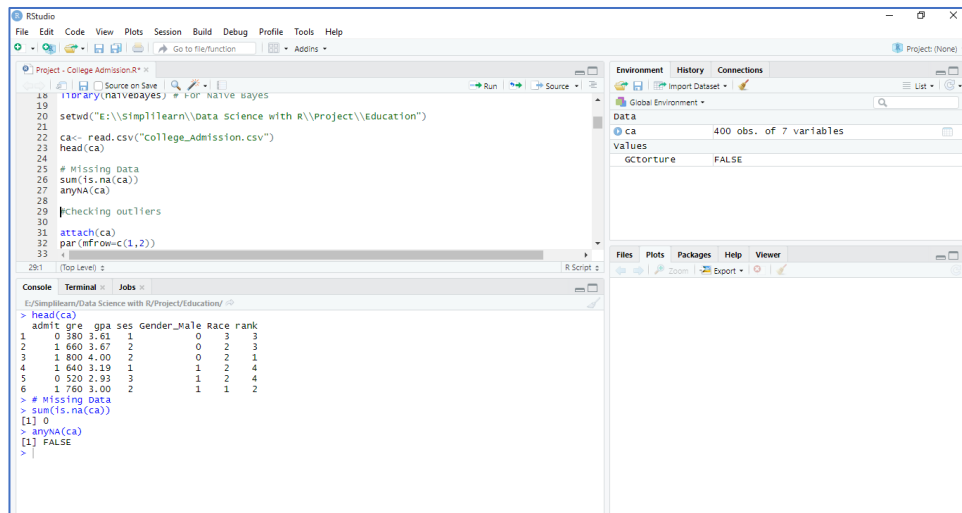 RStudio
File Edit Code View Plots Session Build Debug Profile Tools Help
Go to file/function Addins Project: (None)
Project - College Admission.R*
Source on Save Run Source
18 library(naivebayes) # For Naive Bayes
19
20 setwd("E:\\Simplilearn\\Data Science with R\\Project\\Education")
21
22 ca<- read.csv("College_Admission.csv")
23 head(ca)
24
25 # Missing Data
26 sum(is.na(ca))
27 anyNA(ca)
28
29 #Checking outliers
30
31 attach(ca)
32 par(mfrow=c(1,2))
33
29:1 (Top Level) R Script
Console Terminal Jobs
E:/Simplilearn/Data Science with R/Project/Education/
> head(ca)
admit gre gpa ses Gender_Male Race rank
1 0 380 3.61 1 0 3 3
2 1 660 3.67 2 0 2 3
3 1 800 4.00 2 0 2 1
4 1 640 3.19 1 1 2 4
5 0 520 2.93 3 1 2 4
6 1 760 3.00 2 1 1 2
> # Missing Data
> sum(is.na(ca))
[1] 0
> anyNA(ca)
[1] FALSE
>
Environment History Connections
Import Dataset List
Global Environment
Data
ca 400 obs. of 7 variables
Values
GCtorture FALSE
Files Plots Packages Help Viewer
Zoom Export